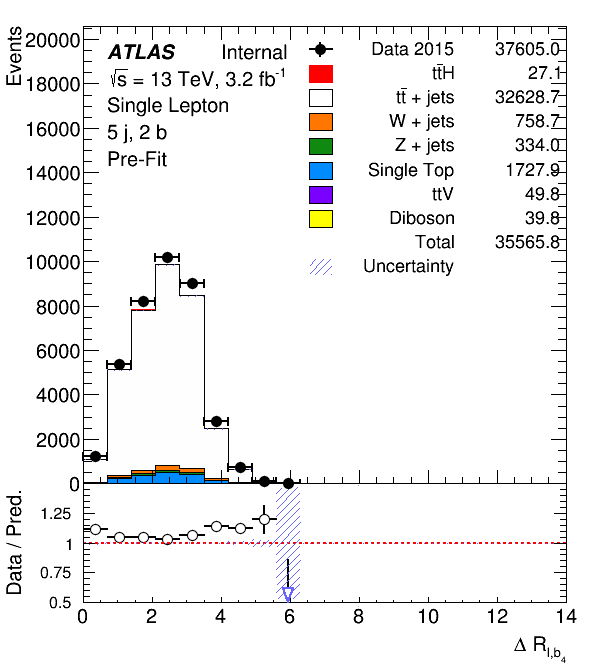 Events
20000
18000
16000
14000
12000
10000
8000
6000
4000
2000
0
ATLAS Internal
√s = 13 TeV, 3.2 fb⁻¹
Single Lepton
5 j, 2 b
Pre-Fit
Data 2015 37605.0
tt̄H 27.1
tt̄ + jets 32628.7
W + jets 758.7
Z + jets 334.0
Single Top 1727.9
ttV 49.8
Diboson 39.8
Total 35565.8
Uncertainty
Data / Pred.
1.25
1
0.75
0.5
0 2 4 6 8 10 12 14
Δ R_l,b₄